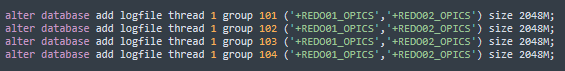 alter database add logfile thread 1 group 101 ('+REDO01_OPICS','+REDO02_OPICS') size 2048M;
alter database add logfile thread 1 group 102 ('+REDO01_OPICS','+REDO02_OPICS') size 2048M;
alter database add logfile thread 1 group 103 ('+REDO01_OPICS','+REDO02_OPICS') size 2048M;
alter database add logfile thread 1 group 104 ('+REDO01_OPICS','+REDO02_OPICS') size 2048M;